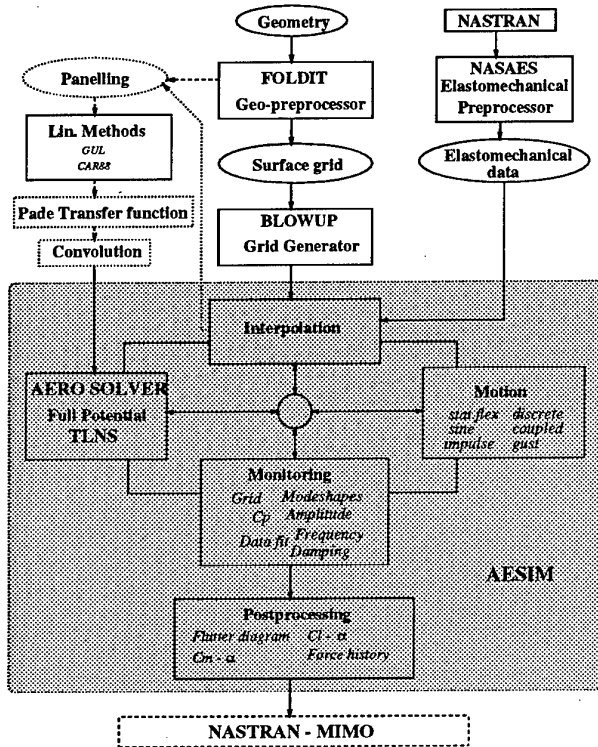 Geometry
NASTRAN
Panelling
FOLDIT
Geo-preprocessor
NASAES
Elastomechanical
Preprocessor
Lin. Methods
GUL
CAR88
Surface grid
Elastomechanical
data
Pade Transfer function
BLOWUP
Grid Generator
Convolution
Interpolation
AERO SOLVER
Full Potential
TLNS
Motion
stat flex discrete
sine coupled
impulse gust
Monitoring
Grid Modeshapes
Cp Amplitude
Data fit Frequency
Damping
AESIM
Postprocessing
Flutter diagram Cl - α
Cm - α Force history
NASTRAN - MIMO